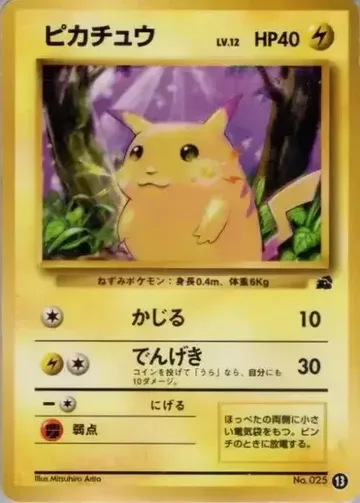 ピカチュウ LV.12 HP40
ねずみポケモン：身長0.4m、体重6Kg
かじる 10
でんげき 30
コインを投げて「うら」なら、自分にも
10ダメージ。
にげる
弱点
ほっぺたの両側に小さ
い電気袋をもつ。ピン
チのときに放電する。
Illus. Mitsuhiro Arita No. 025 13